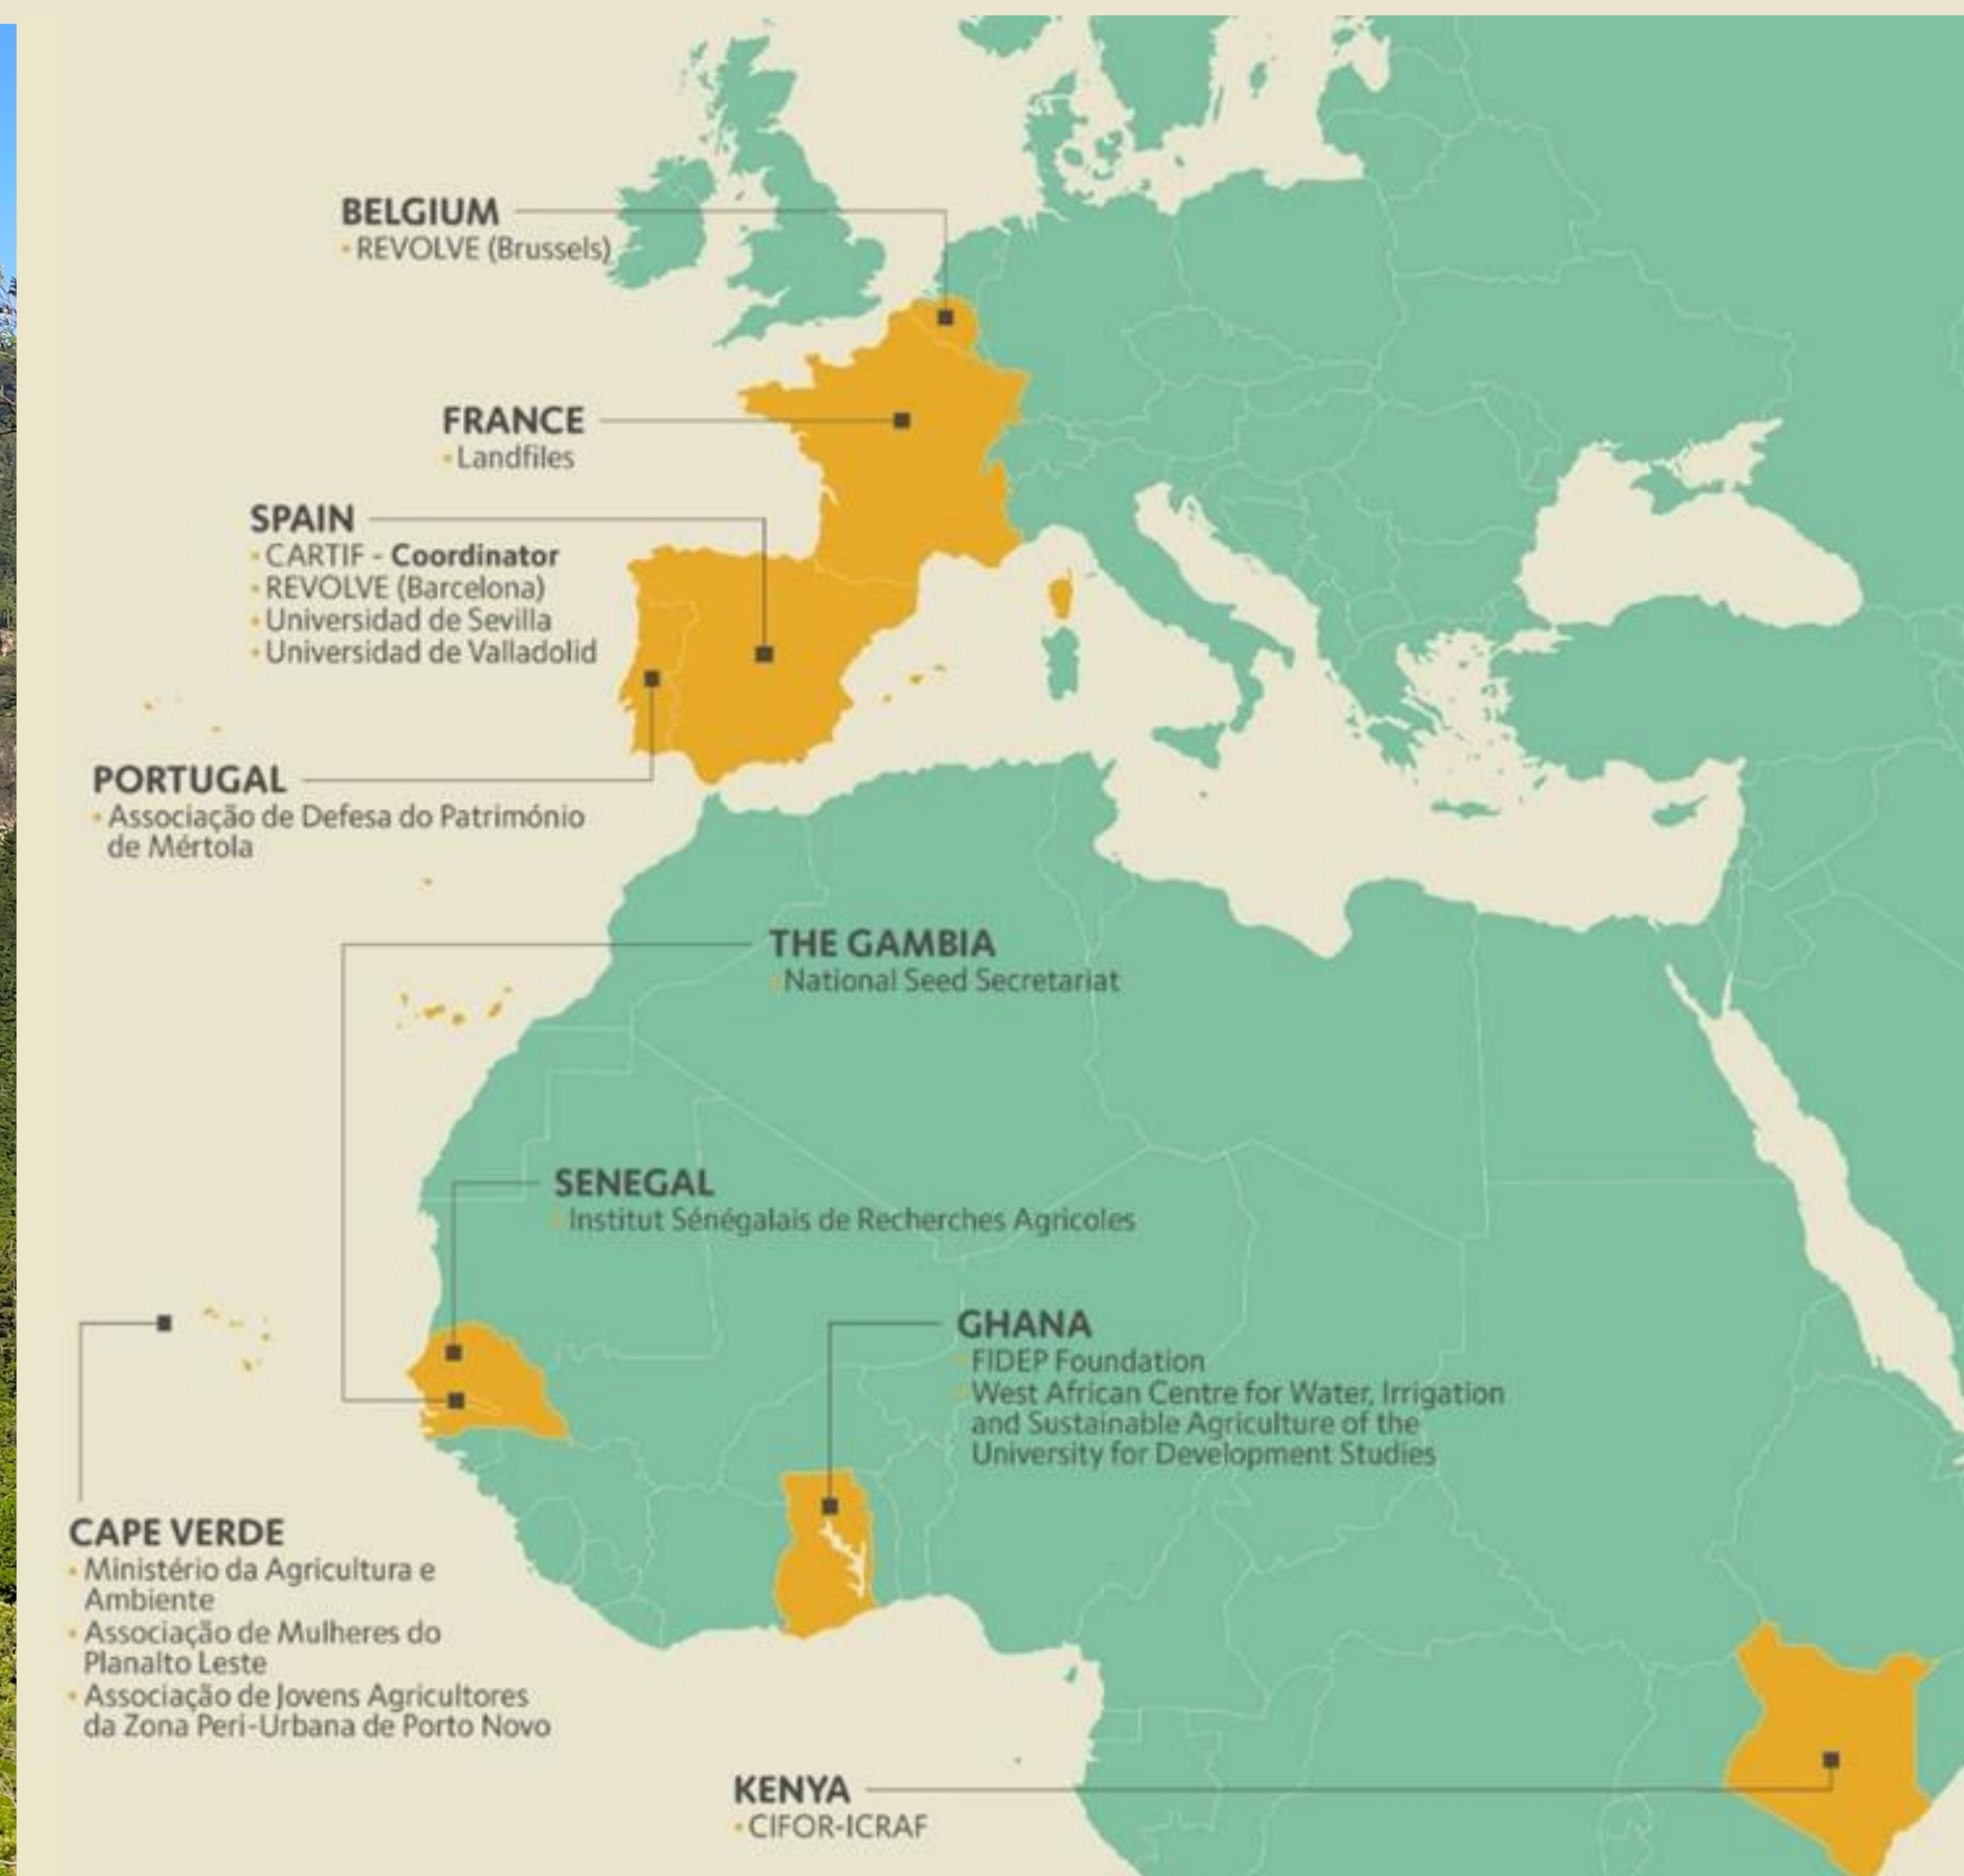 BELGIUM
• REVOLVE (Brussels)
FRANCE
• Landfiles
SPAIN
• CARTIF - Coordinator
• REVOLVE (Barcelona)
• Universidad de Sevilla
• Universidad de Valladolid
PORTUGAL
• Associação de Defesa do Património
de Mértola
THE GAMBIA
• National Seed Secretariat
SENEGAL
• Institut Sénégalais de Recherches Agricoles
GHANA
• FIDEP Foundation
• West African Centre for Water, Irrigation
and Sustainable Agriculture of the
University for Development Studies
CAPE VERDE
• Ministério da Agricultura e
Ambiente
• Associação de Mulheres do
Planalto Leste
• Associação de Jovens Agricultores
da Zona Peri-Urbana de Porto Novo
KENYA
• CIFOR-ICRAF